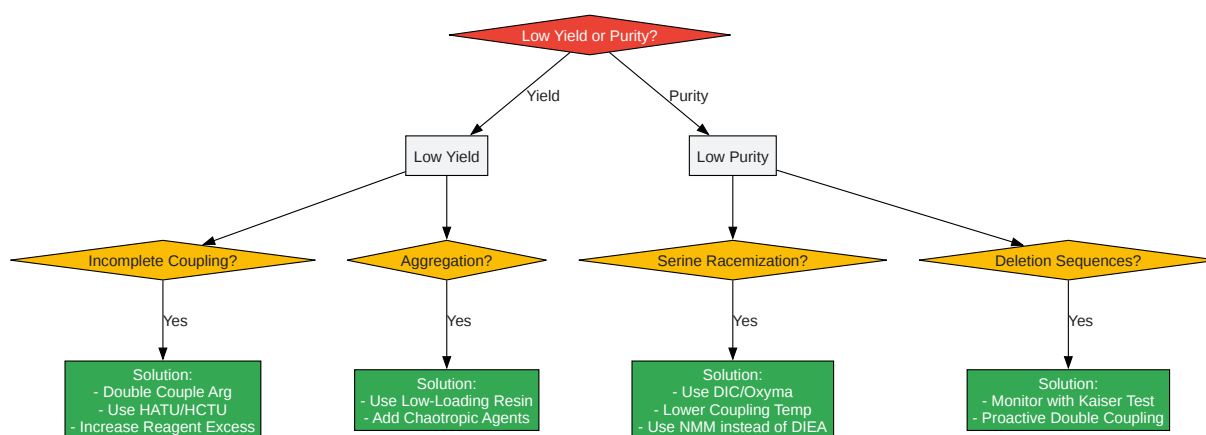 Low Yield or Purity?
Yield
Purity
Low Yield
Low Purity
Incomplete Coupling?
Aggregation?
Serine Racemization?
Deletion Sequences?
Yes
Yes
Yes
Yes
Solution:
- Double Couple Arg
- Use HATU/HCTU
- Increase Reagent Excess
Solution:
- Use Low-Loading Resin
- Add Chaotropic Agents
Solution:
- Use DIC/Oxyma
- Lower Coupling Temp
- Use NMM instead of DIEA
Solution:
- Monitor with Kaiser Test
- Proactive Double Coupling